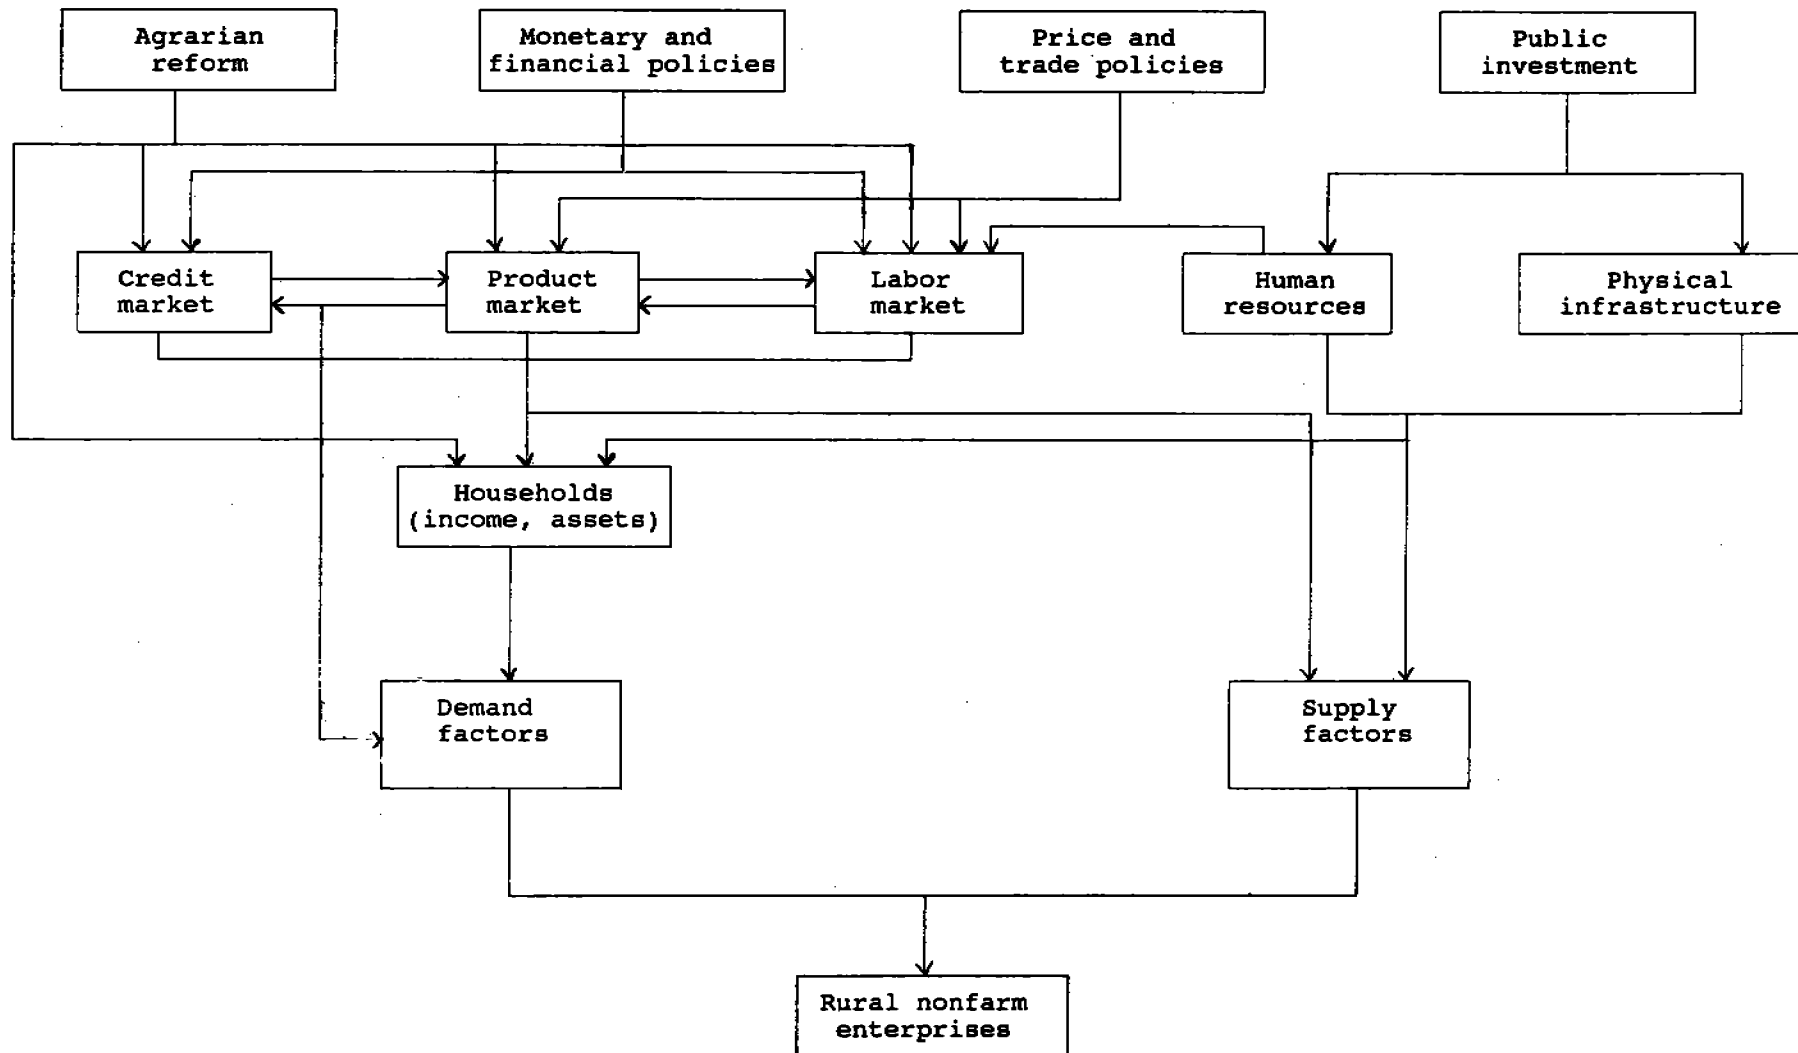 Agrarian
reform
Monetary and
financial policies
Price and
trade policies
Public
investment
Credit
market
Product
market
Labor
market
Human
resources
Physical
infrastructure
Households
(income, assets)
Demand
factors
Supply
factors
Rural nonfarm
enterprises